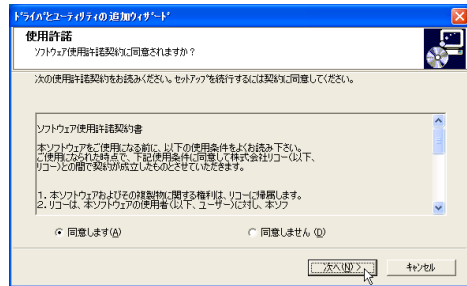 ﾄﾞﾗｲﾊﾞとﾕｰﾃｨﾘﾃｨの追加ｳｨｻﾞｰﾄﾞ
使用許諾
ｿﾌﾄｳｪｱ使用許諾契約に同意されますか？
次の使用許諾契約をお読みください。ｾｯﾄｱｯﾌﾟを続行するには契約に同意してください。
ソフトウェア使用許諾契約書
本ソフトウェアをご使用になる前に、以下の使用条件をよくお読み下さい。
ご使用になられた時点で、下記使用条件に同意して株式会社リコー(以下、
リコー)との間で契約が成立したものとさせていただきます。
1. 本ソフトウェアおよびその複製物に関する権利は、リコーに帰属します。
2. リコーは、本ソフトウェアの使用者(以下、ユーザー)に対し、本ソフ
同意します(A) 同意しません(D)
次へ(N) > ｷｬﾝｾﾙ